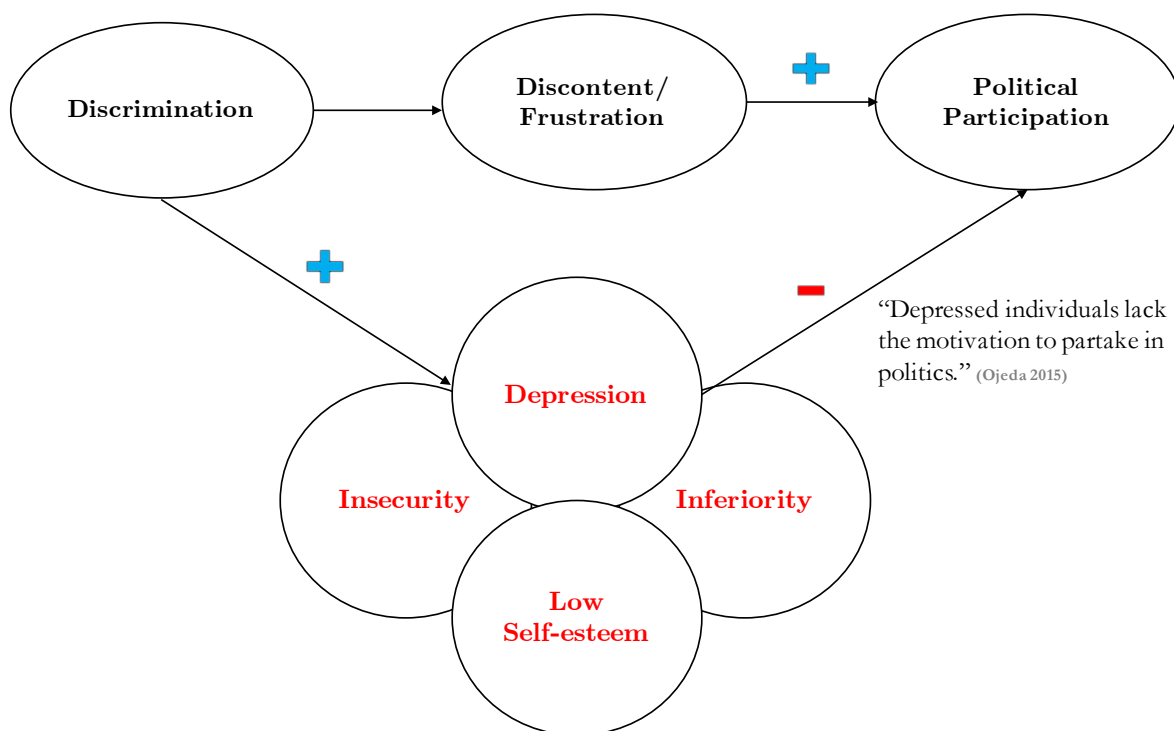 Discrimination
Discontent/
Frustration
Political
Participation
“Depressed individuals lack
the motivation to partake in
politics.” (Ojeda 2015)
Depression
Insecurity
Inferiority
Low
Self-esteem